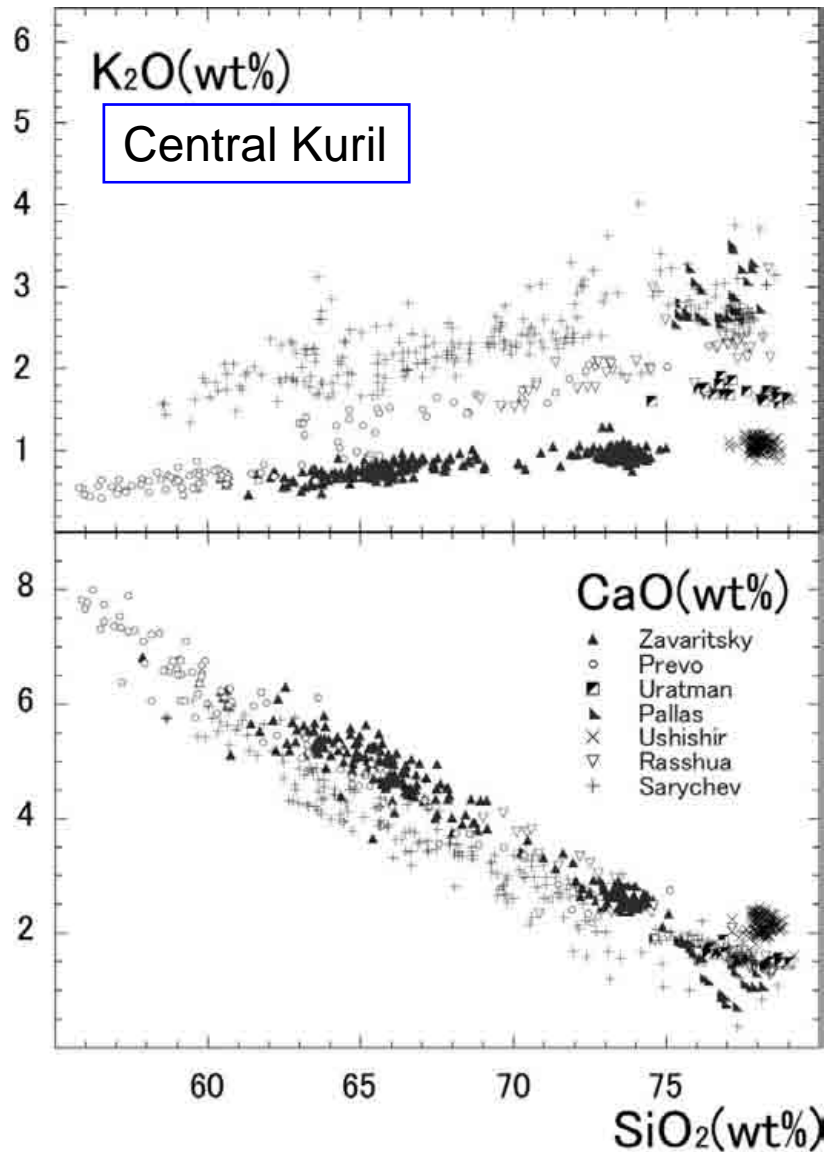 K₂O(wt%)
Central Kuril
6
5
4
3
2
1
CaO(wt%)
Zavaritsky
Prevo
Uratman
Pallas
Ushishir
Rasshua
Sarychev
8
6
4
2
60 65 70 75
SiO₂(wt%)